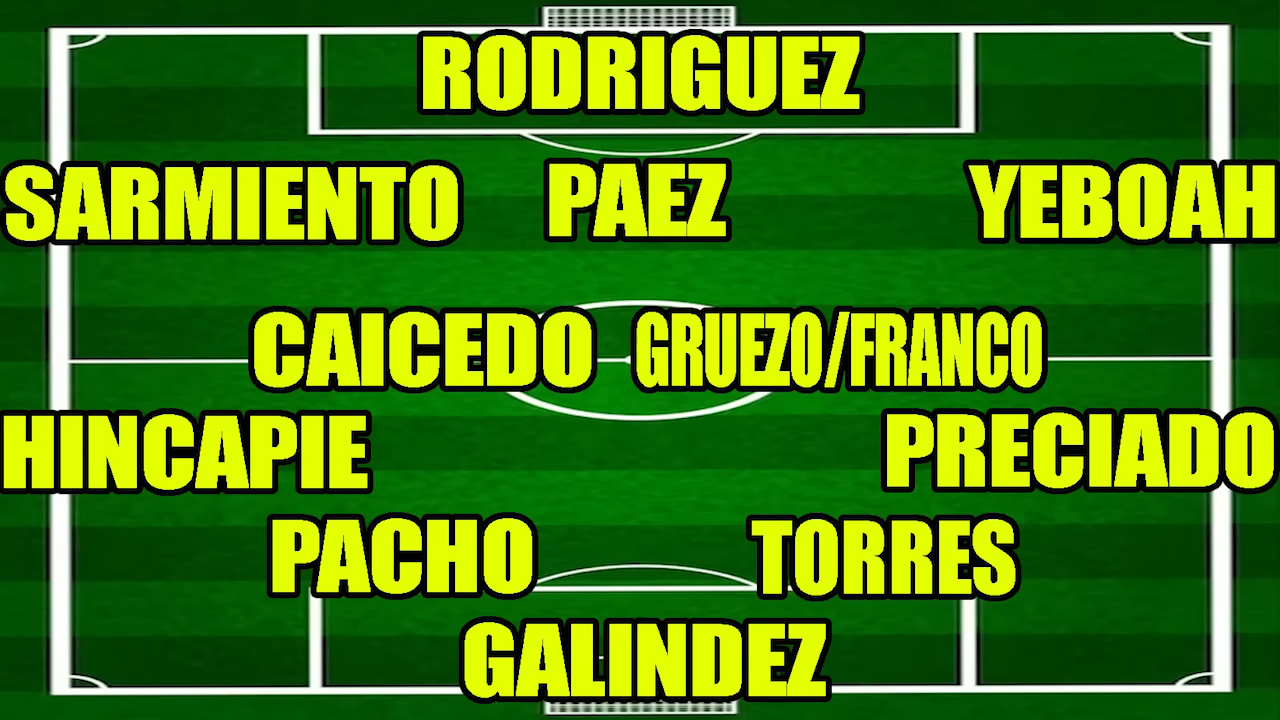 RODRIGUEZ
SARMIENTO PAEZ YEBOAH
CAICEDO GRUEZO/FRANCO
HINCAPIE PRECIADO
PACHO TORRES
GALINDEZ